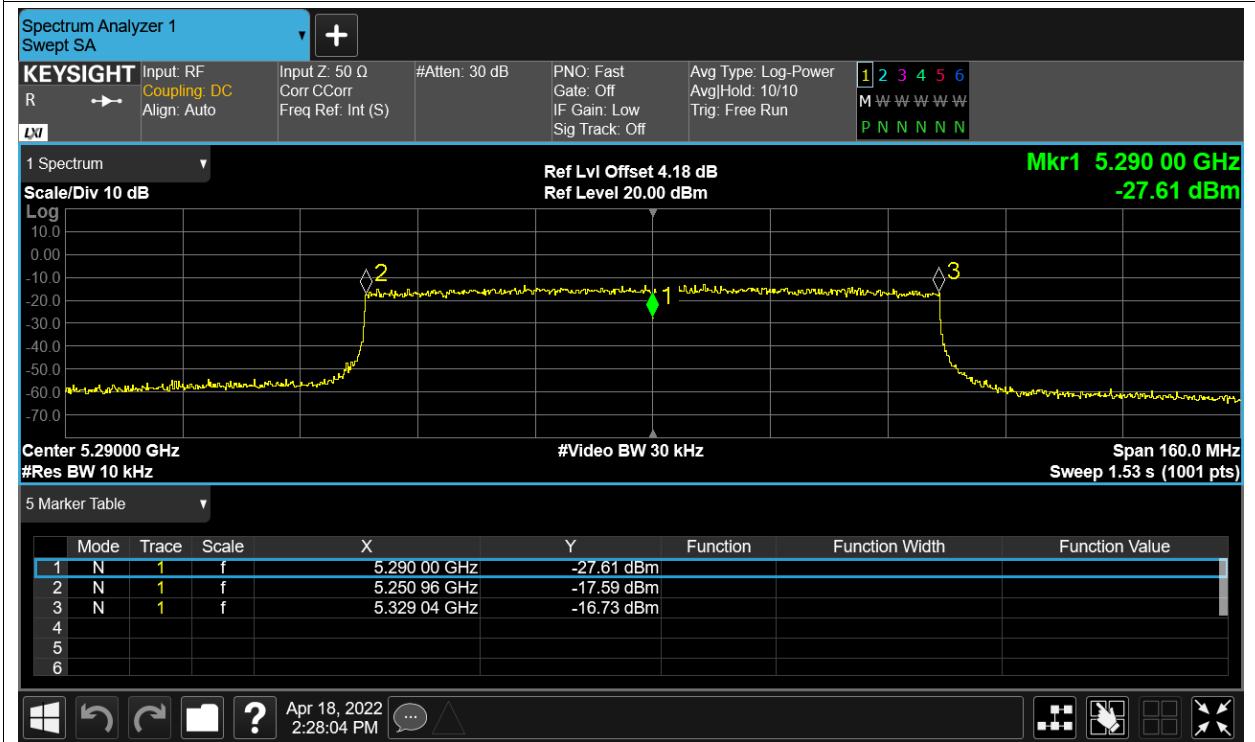 Spectrum Analyzer 1
Swept SA
+
KEYSIGHT Input: RF Input Z: 50 Ω #Atten: 30 dB PNO: Fast Avg Type: Log-Power 1 2 3 4 5 6
R Coupling: DC Corr CCorr Gate: Off Avg|Hold: 10/10 M W W W W W
Align: Auto Freq Ref: Int (S) IF Gain: Low Trig: Free Run
LXI Sig Track: Off P N N N N N
1 Spectrum Ref Lvl Offset 4.18 dB Mkr1 5.290 00 GHz
Scale/Div 10 dB Ref Level 20.00 dBm -27.61 dBm
Log
10.0
0.00
-10.0
-20.0
-30.0
-40.0
-50.0
-60.0
-70.0
2
1
3
Center 5.29000 GHz #Video BW 30 kHz Span 160.0 MHz
#Res BW 10 kHz Sweep 1.53 s (1001 pts)
5 Marker Table
Mode Trace Scale X Y Function Function Width Function Value
1 N 1 f 5.290 00 GHz -27.61 dBm
2 N 1 f 5.250 96 GHz -17.59 dBm
3 N 1 f 5.329 04 GHz -16.73 dBm
4
5
6
? Apr 18, 2022
2:28:04 PM